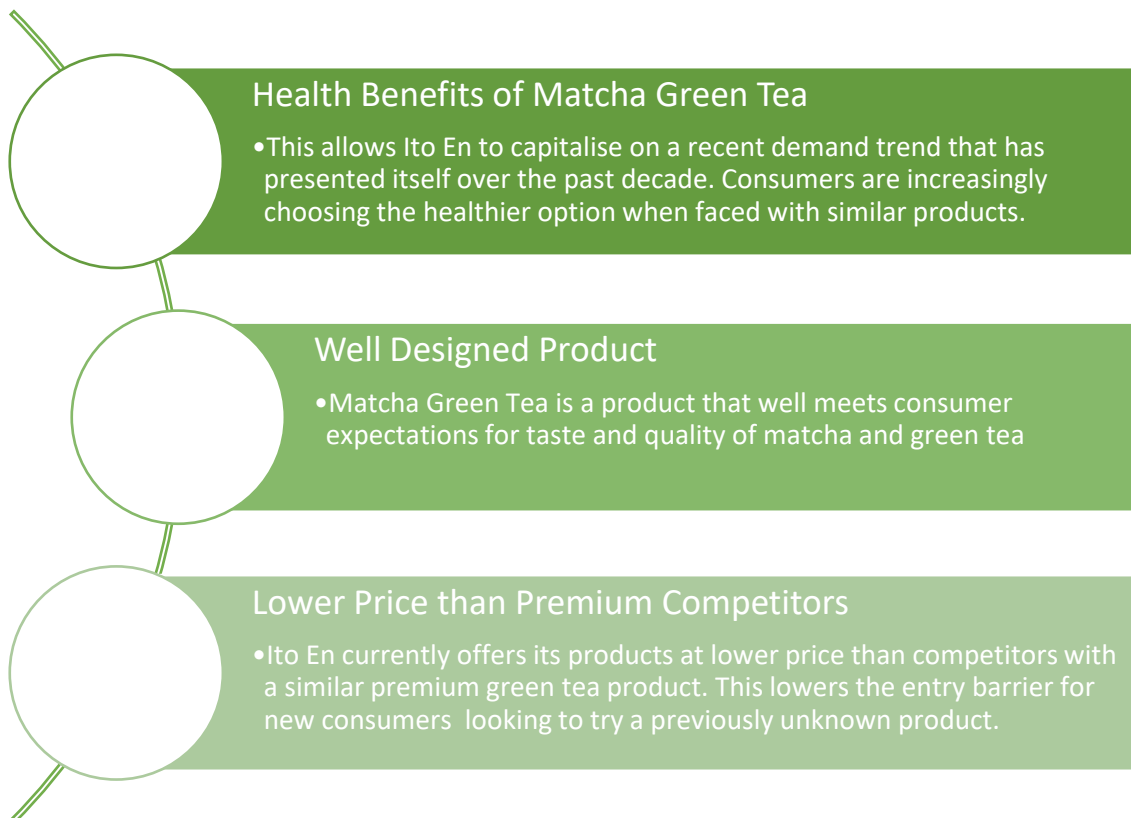 Health Benefits of Matcha Green Tea
•This allows Ito En to capitalise on a recent demand trend that has
presented itself over the past decade. Consumers are increasingly
choosing the healthier option when faced with similar products.
Well Designed Product
•Matcha Green Tea is a product that well meets consumer
expectations for taste and quality of matcha and green tea
Lower Price than Premium Competitors
•Ito En currently offers its products at lower price than competitors with
a similar premium green tea product. This lowers the entry barrier for
new consumers  looking to try a previously unknown product.